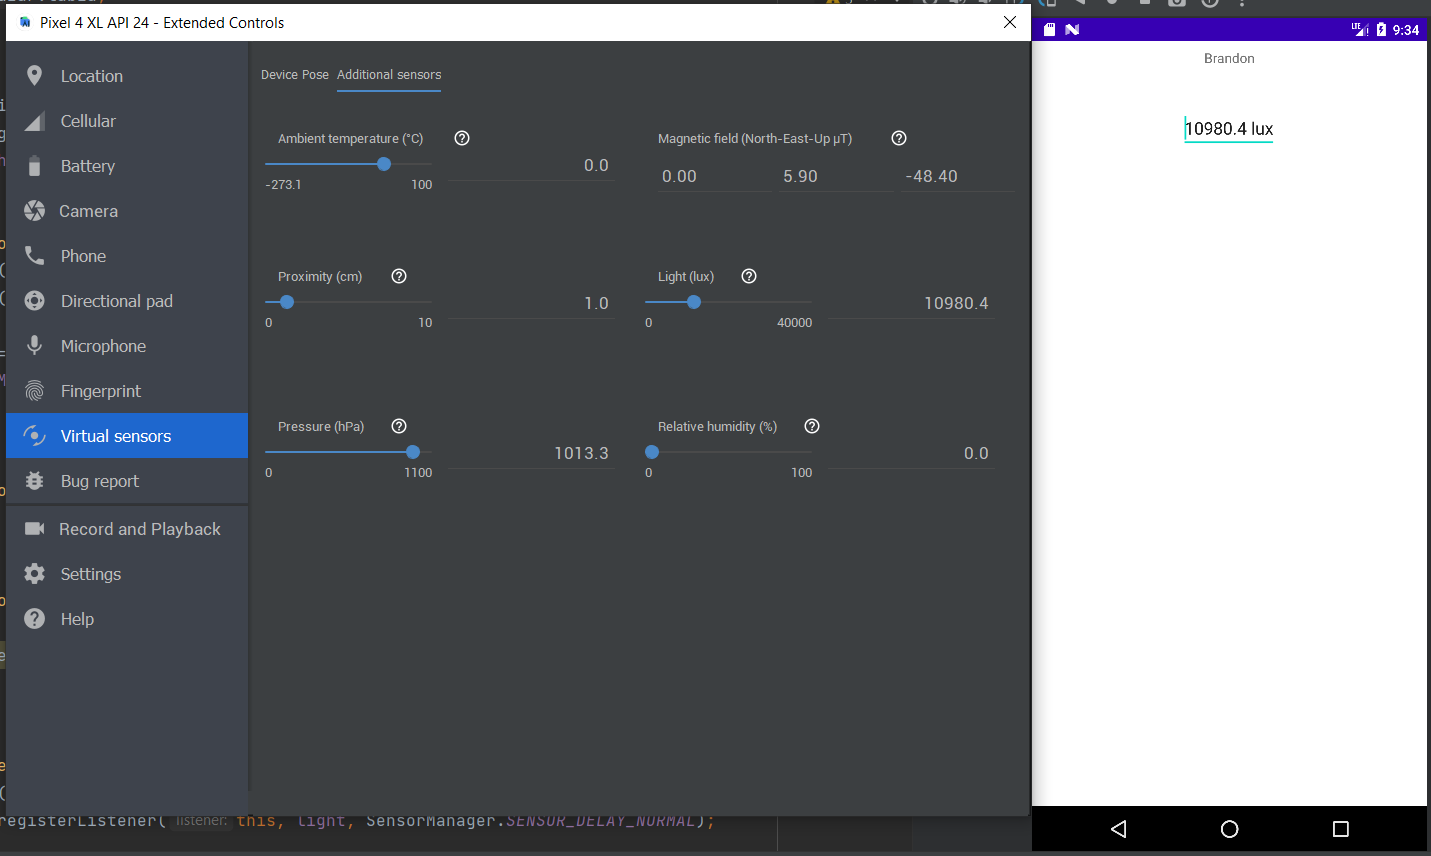 Pixel 4 XL API 24 - Extended Controls
Location
Cellular
Battery
Camera
Phone
Directional pad
Microphone
Fingerprint
Virtual sensors
Bug report
Record and Playback
Settings
Help
Device Pose Additional sensors
Ambient temperature (°C)
0.0
-273.1 100
Magnetic field (North-East-Up µT)
0.00 5.90 -48.40
Proximity (cm)
1.0
0 10
Light (lux)
10980.4
0 40000
Pressure (hPa)
1013.3
0 1100
Relative humidity (%)
0.0
0 100
registerListener( listener: this, light, SensorManager.SENSOR_DELAY_NORMAL);
LTE 9:34
Brandon
10980.4 lux